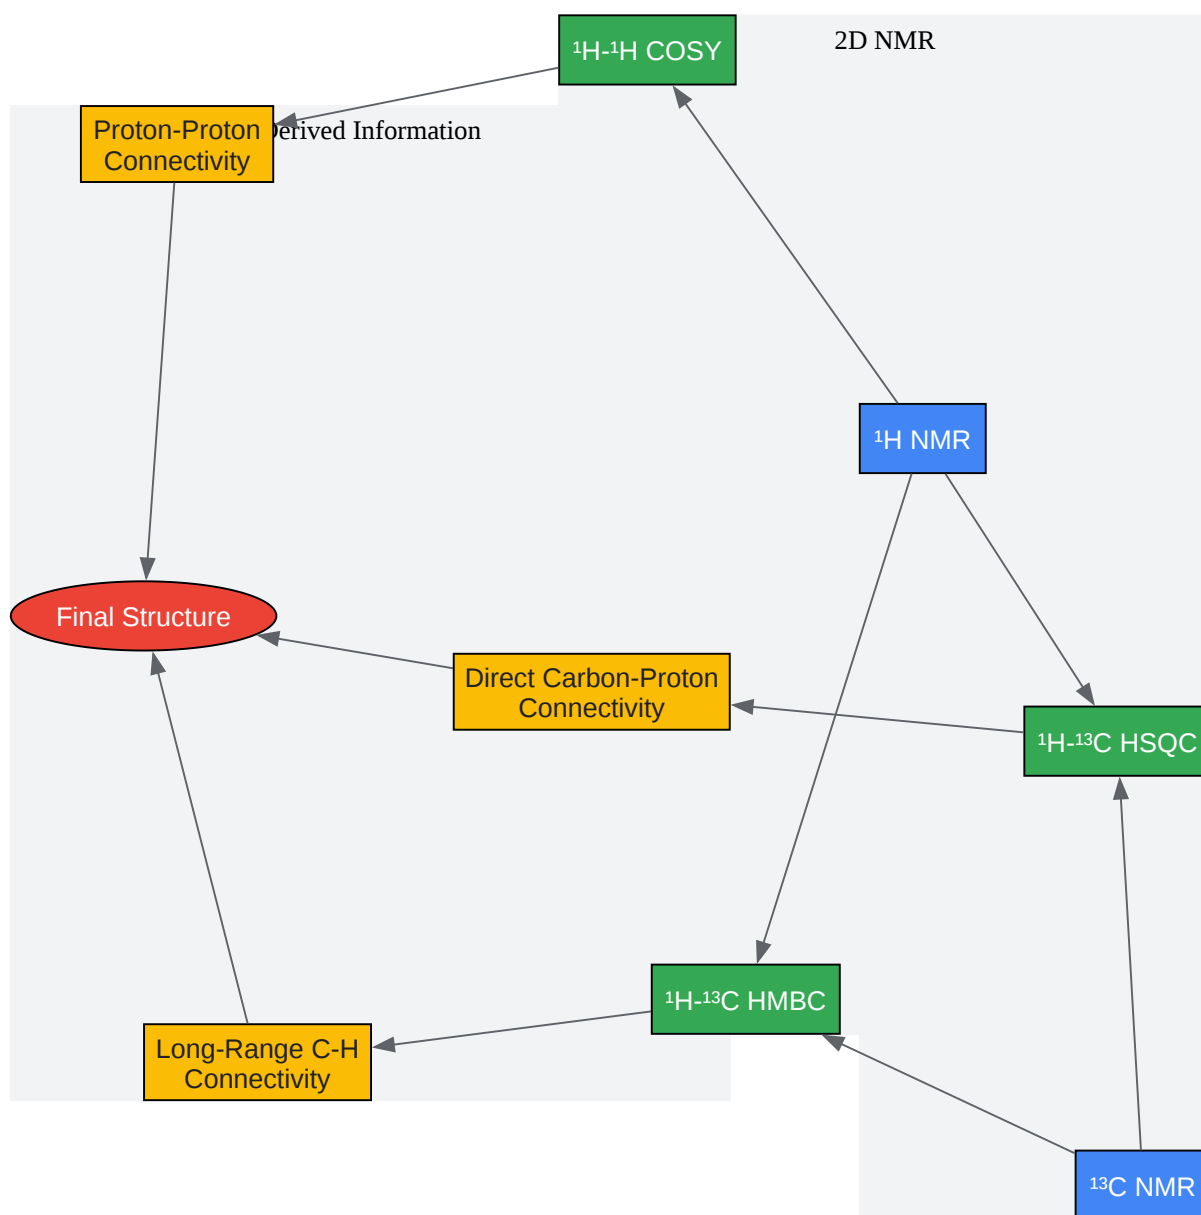 ¹H-¹H COSY
2D NMR
Proton-Proton
Connectivity
Derived Information
¹H NMR
Final Structure
Direct Carbon-Proton
Connectivity
¹H-¹³C HSQC
¹H-¹³C HMBC
Long-Range C-H
Connectivity
¹³C NMR